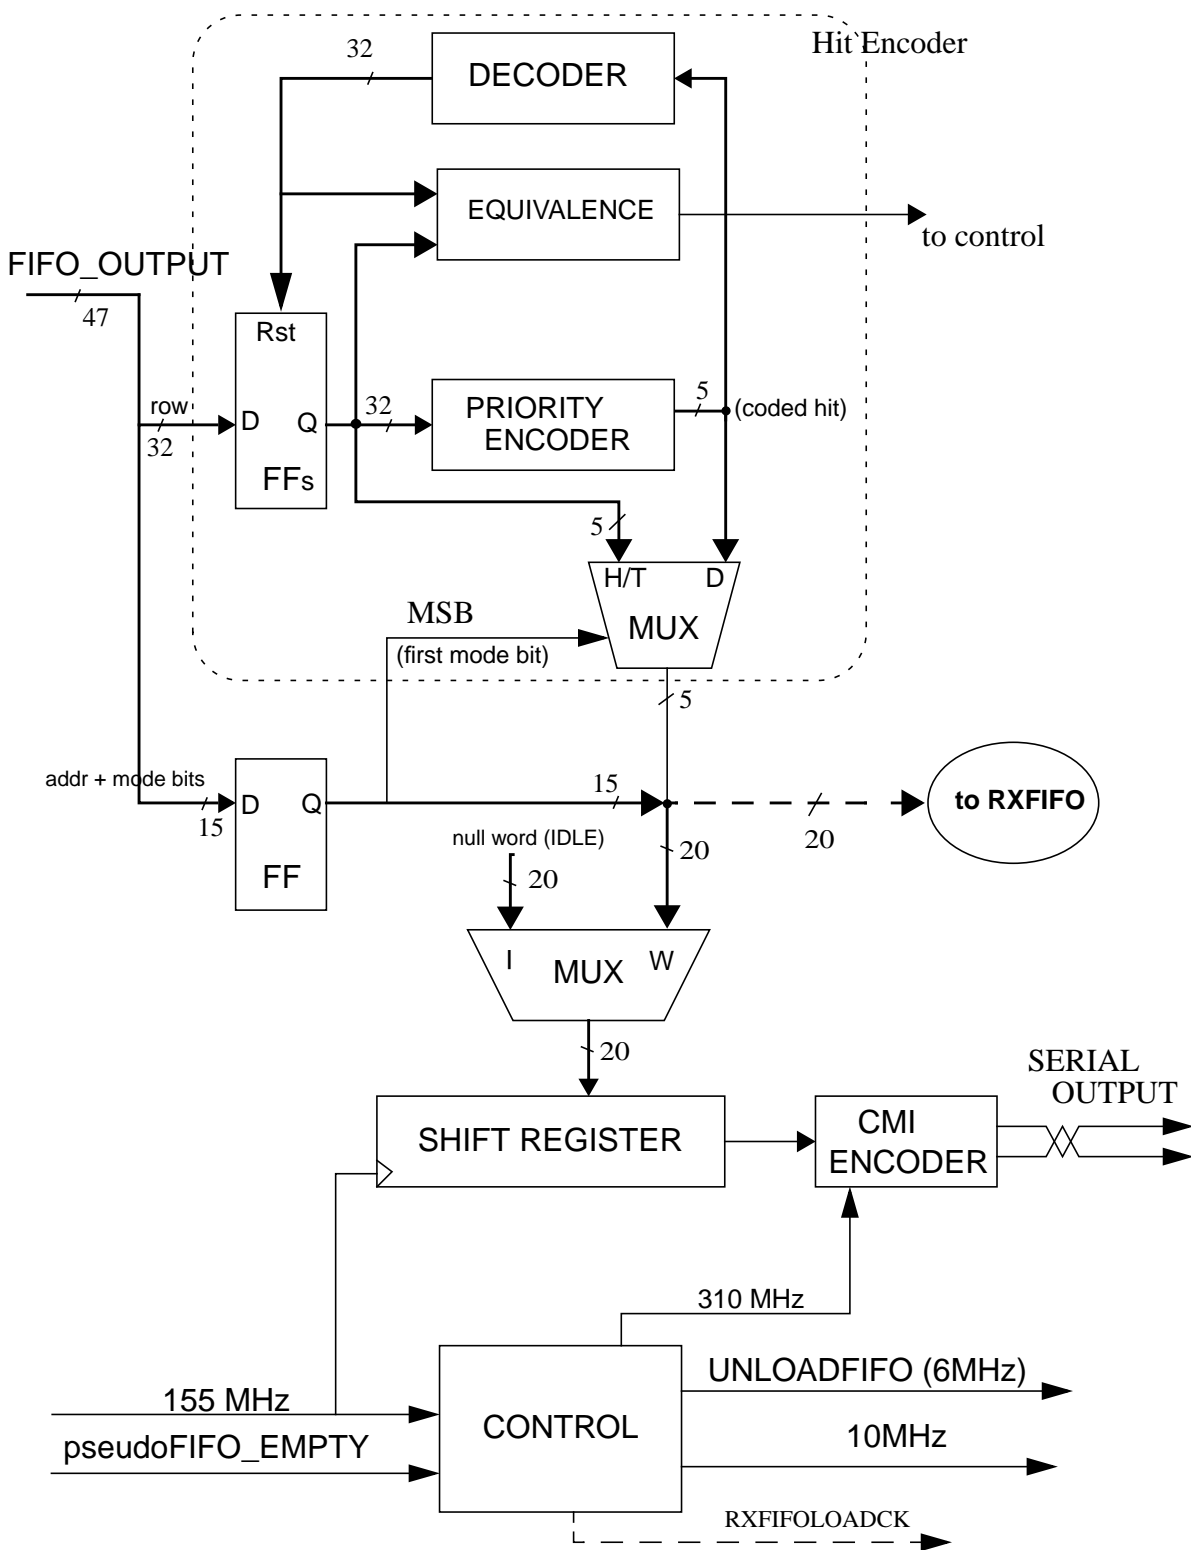 Hit Encoder
32
DECODER
EQUIVALENCE
to control
FIFO_OUTPUT
47
Rst
row
32
D
Q
FFs
32
PRIORITY
ENCODER
5
(coded hit)
5
H/T
D
MUX
MSB
(first mode bit)
5
addr + mode bits
15
D
Q
FF
15
20
to RXFIFO
null word (IDLE)
20
20
I
MUX
W
20
SERIAL
OUTPUT
SHIFT REGISTER
CMI
ENCODER
310 MHz
155 MHz
pseudoFIFO_EMPTY
CONTROL
UNLOADFIFO (6MHz)
10MHz
RXFIFOLOADCK